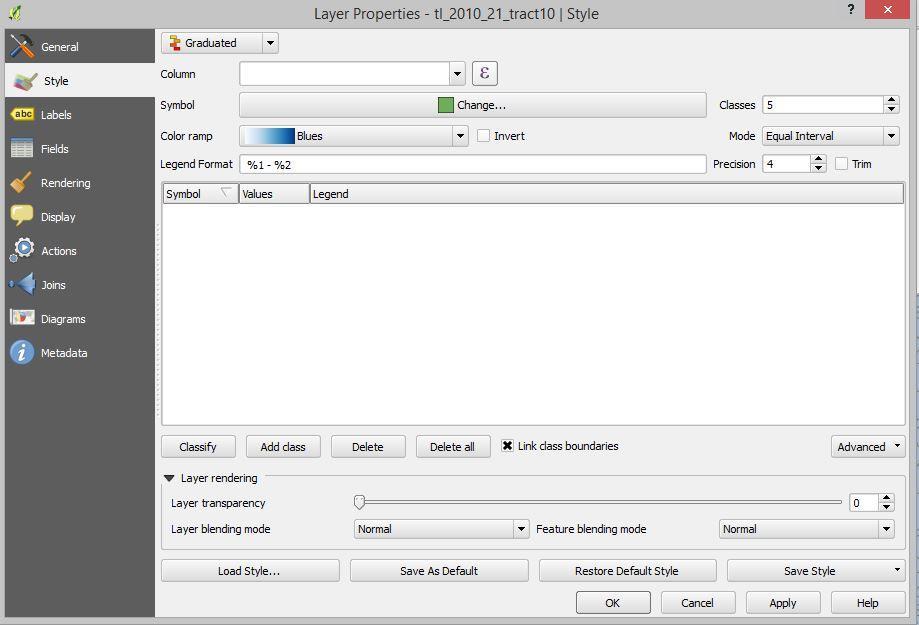 Layer Properties - tl_2010_21_tract10 | Style
?
General
Style
abc Labels
Fields
Rendering
Display
Actions
Joins
Diagrams
Metadata
Graduated
Column
ε
Symbol Change... Classes 5
Color ramp Blues Invert Mode Equal Interval
Legend Format %1 - %2 Precision 4 Trim
Symbol Values Legend
Classify Add class Delete Delete all Link class boundaries Advanced
Layer rendering
Layer transparency 0
Layer blending mode Normal Feature blending mode Normal
Load Style... Save As Default Restore Default Style Save Style
OK Cancel Apply Help